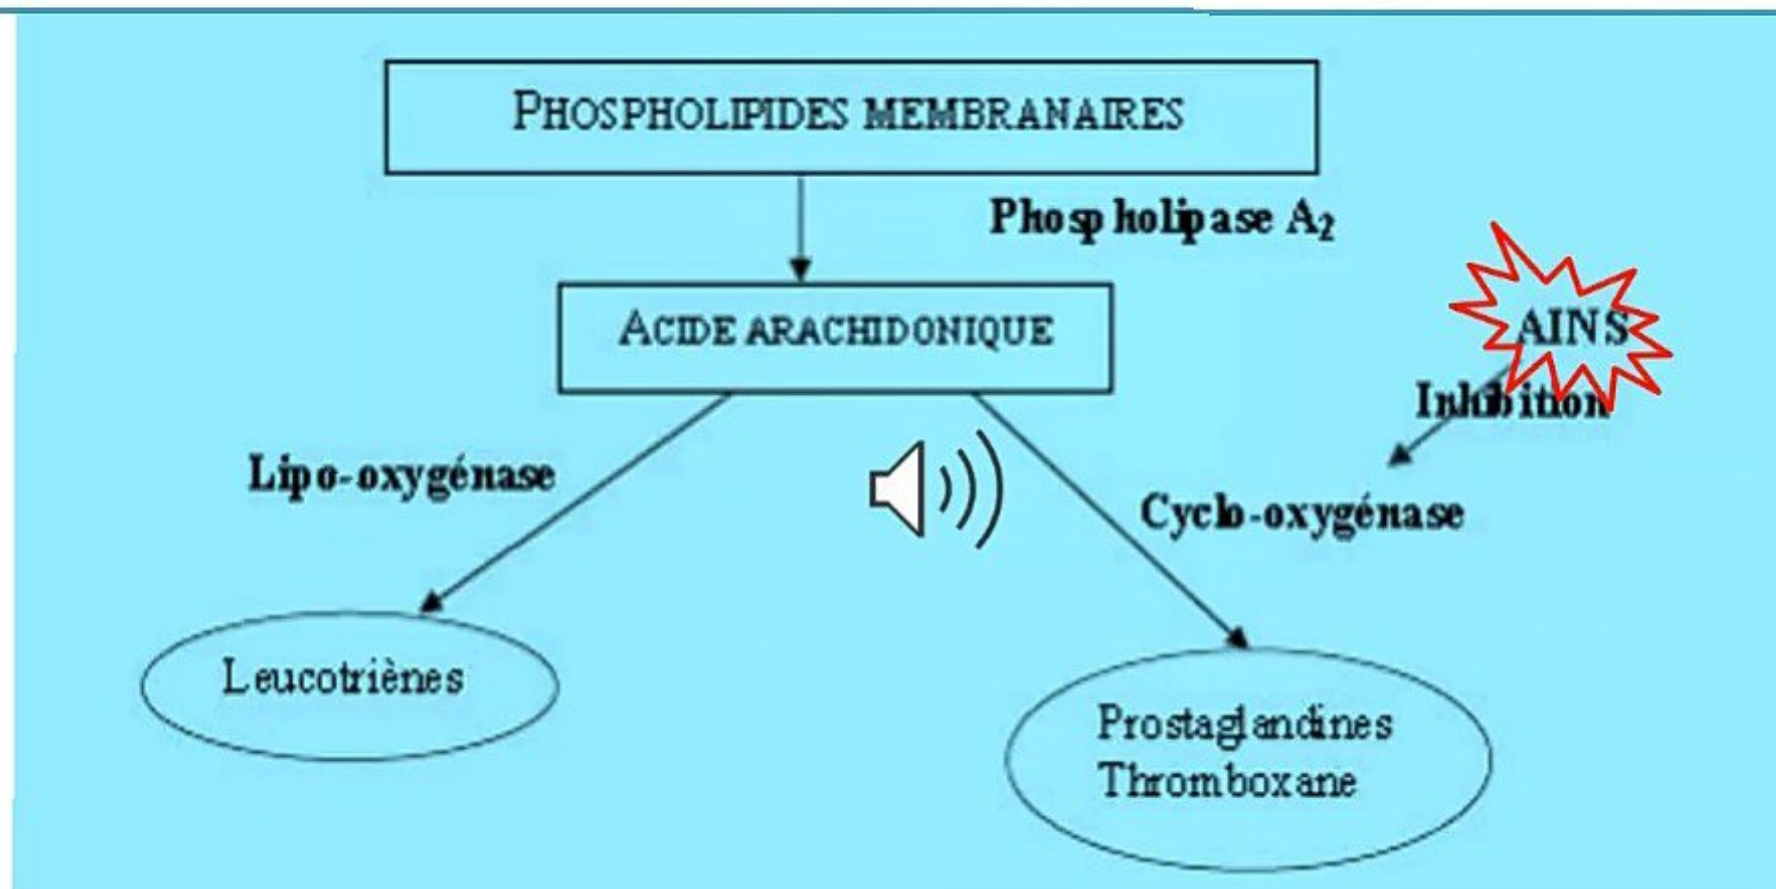 PHOSPHOLIPIDES MEMBRANAIRES
Phospholipase A₂
ACIDE ARACHIDONIQUE
AINS
Inhibition
Lipo-oxygénase
Cyclo-oxygénase
Leucotriènes
Prostaglandines
Thromboxane